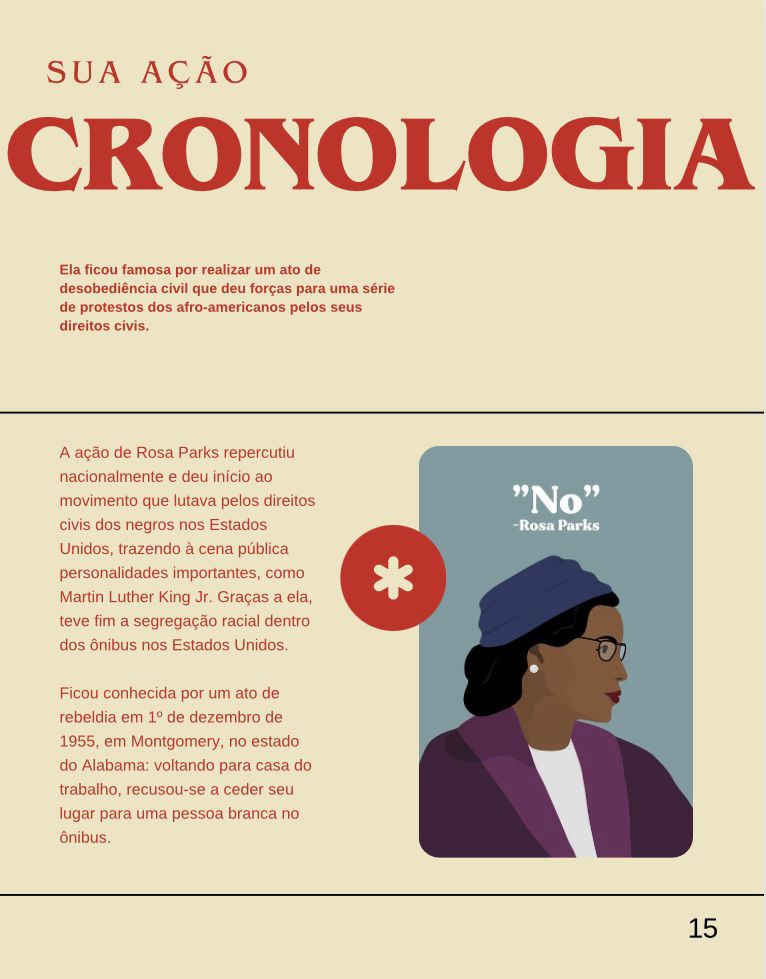 SUA AÇÃO
CRONOLOGIA
Ela ficou famosa por realizar um ato de
desobediência civil que deu forças para uma série
de protestos dos afro-americanos pelos seus
direitos civis.
A ação de Rosa Parks repercutiu
nacionalmente e deu início ao
movimento que lutava pelos direitos
civis dos negros nos Estados
Unidos, trazendo à cena pública
personalidades importantes, como
Martin Luther King Jr. Graças a ela,
teve fim a segregação racial dentro
dos ônibus nos Estados Unidos.
Ficou conhecida por um ato de
rebeldia em 1º de dezembro de
1955, em Montgomery, no estado
do Alabama: voltando para casa do
trabalho, recusou-se a ceder seu
lugar para uma pessoa branca no
ônibus.
”No”
-Rosa Parks
15